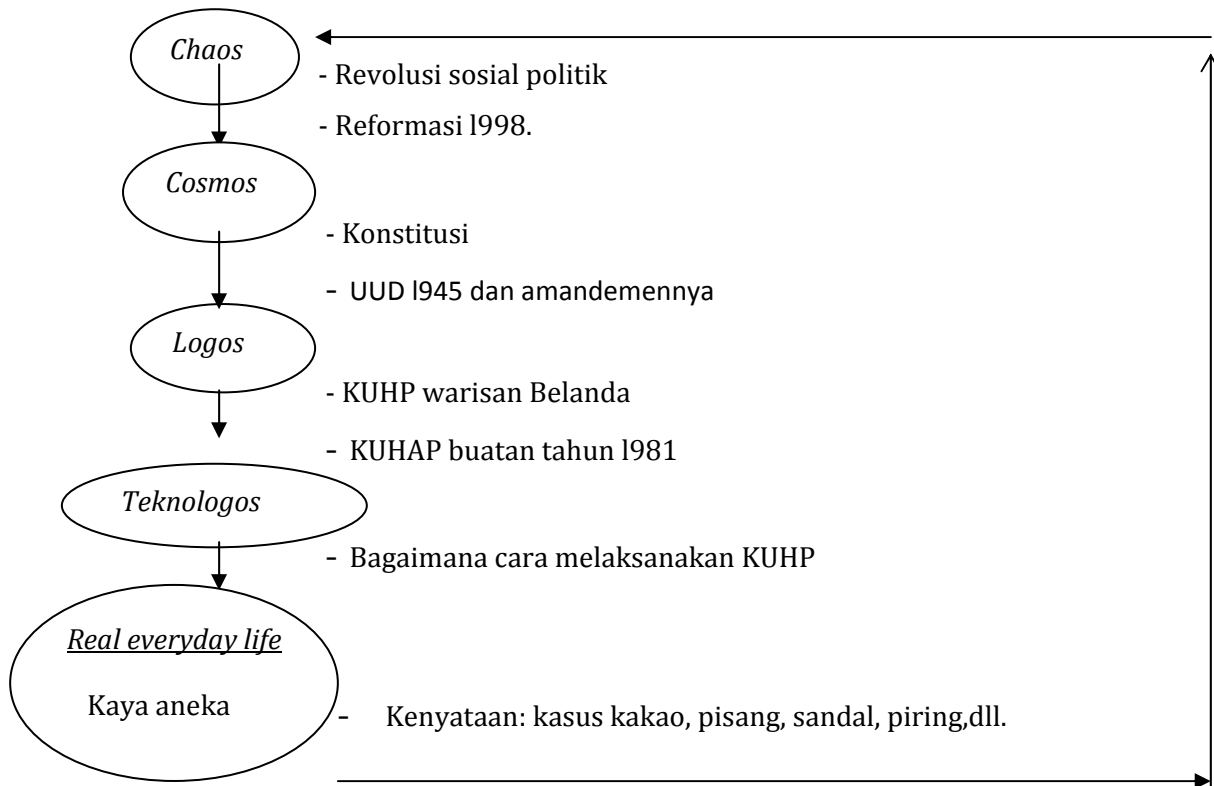 Chaos
- Revolusi sosial politik
- Reformasi l998.
Cosmos
- Konstitusi
- UUD l945 dan amandemennya
Logos
- KUHP warisan Belanda
- KUHAP buatan tahun l981
Teknologos
- Bagaimana cara melaksanakan KUHP
Real everyday life
Kaya aneka
- Kenyataan: kasus kakao, pisang, sandal, piring,dll.